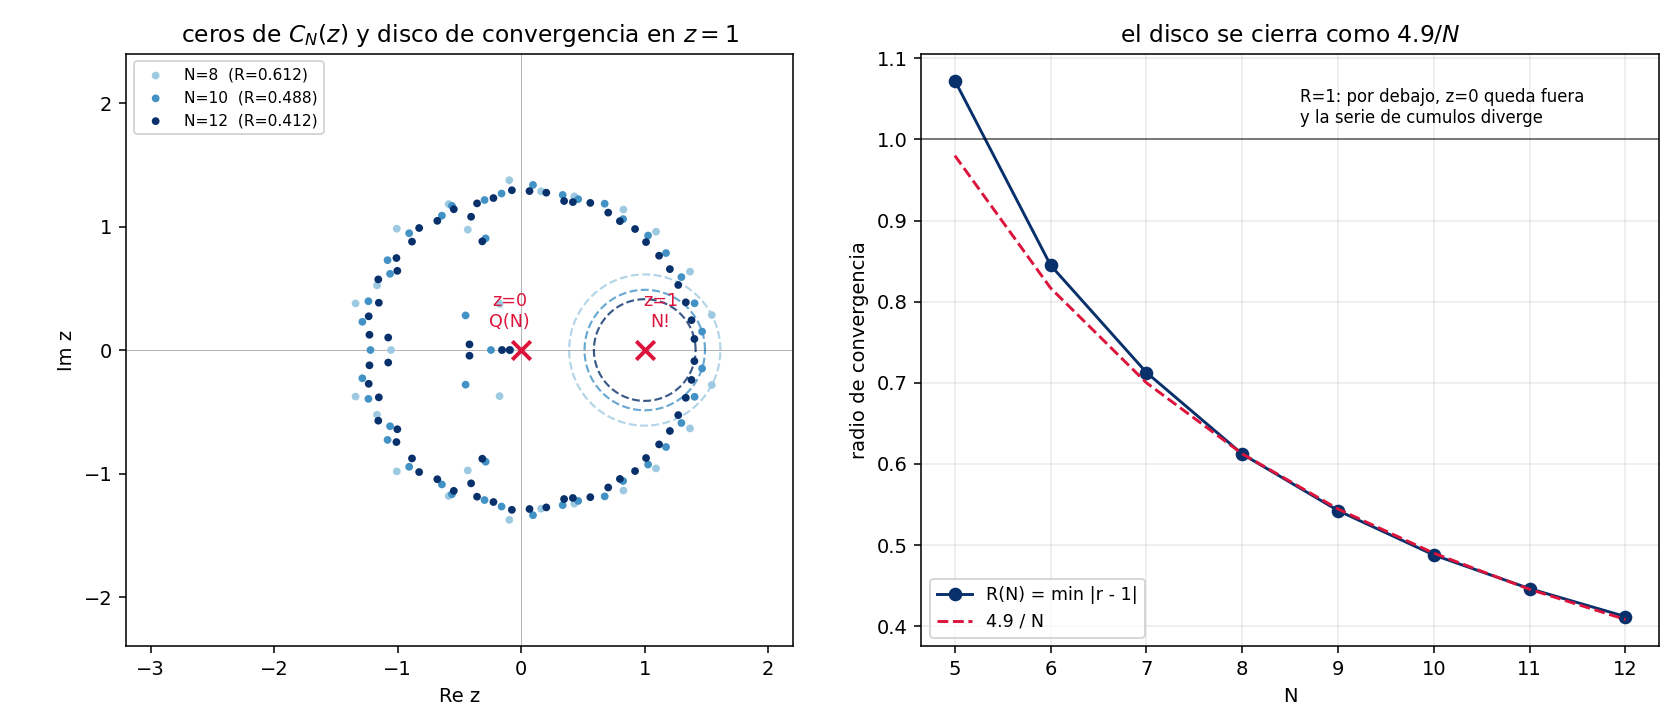 ceros de $C_N(z)$ y disco de convergencia en $z = 1$
N=8 (R=0.612)
N=10 (R=0.488)
N=12 (R=0.412)
2
1
0
−1
−2
Im z
z=0
Q(N)
z=1
N!
−3
−2
−1
0
1
2
Re z
el disco se cierra como $4.9/N$
1.1
1.0
0.9
0.8
0.7
0.6
0.5
0.4
radio de convergencia
R=1: por debajo, z=0 queda fuera
y la serie de cumulos diverge
R(N) = min |r - 1|
4.9 / N
5
6
7
8
9
10
11
12
N